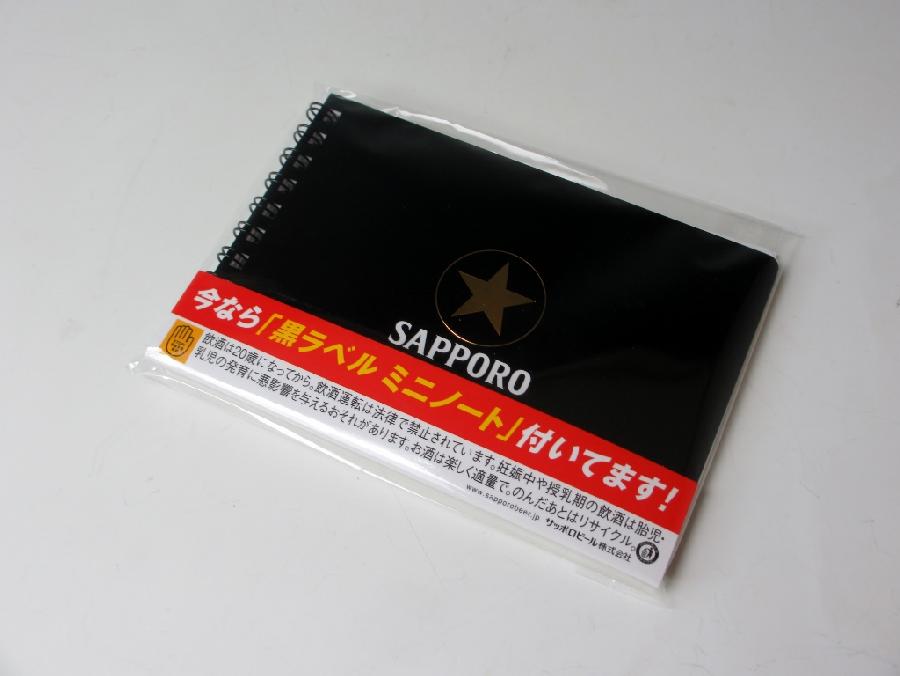 SAPPORO
今なら「黒ラベル ミニノート」付いてます!
飲酒は20歳になってから。飲酒運転は法律で禁止されています。妊娠中や授乳期の飲酒は胎児・
乳児の発育に悪影響を与えるおそれがあります。お酒は楽しく適量で。のんだあとはリサイクル。
www.sapporobeer.jp サッポロビール株式会社